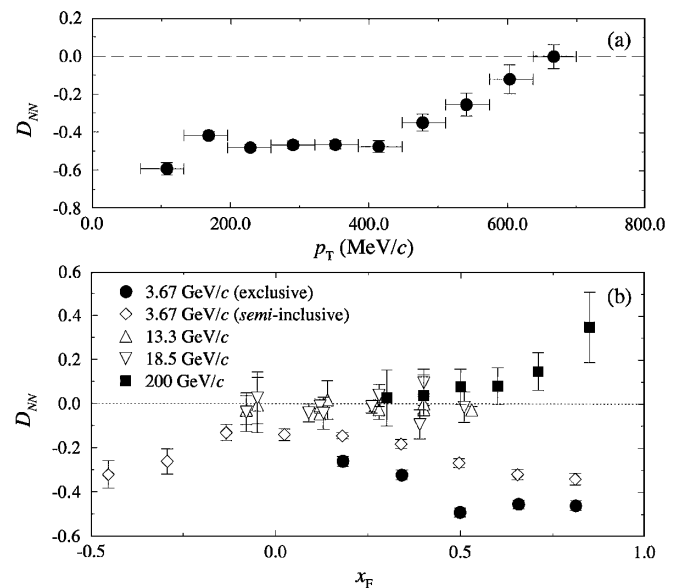 0.2
(a)
0.0
-0.2
-0.4
-0.6
-0.8
D_NN
0.0 200.0 400.0 600.0 800.0
p_T (MeV/c)
0.6
(b)
3.67 GeV/c (exclusive)
3.67 GeV/c (semi-inclusive)
13.3 GeV/c
18.5 GeV/c
200 GeV/c
0.4
0.2
0.0
-0.2
-0.4
-0.6
D_NN
-0.5 0.0 0.5 1.0
x_F